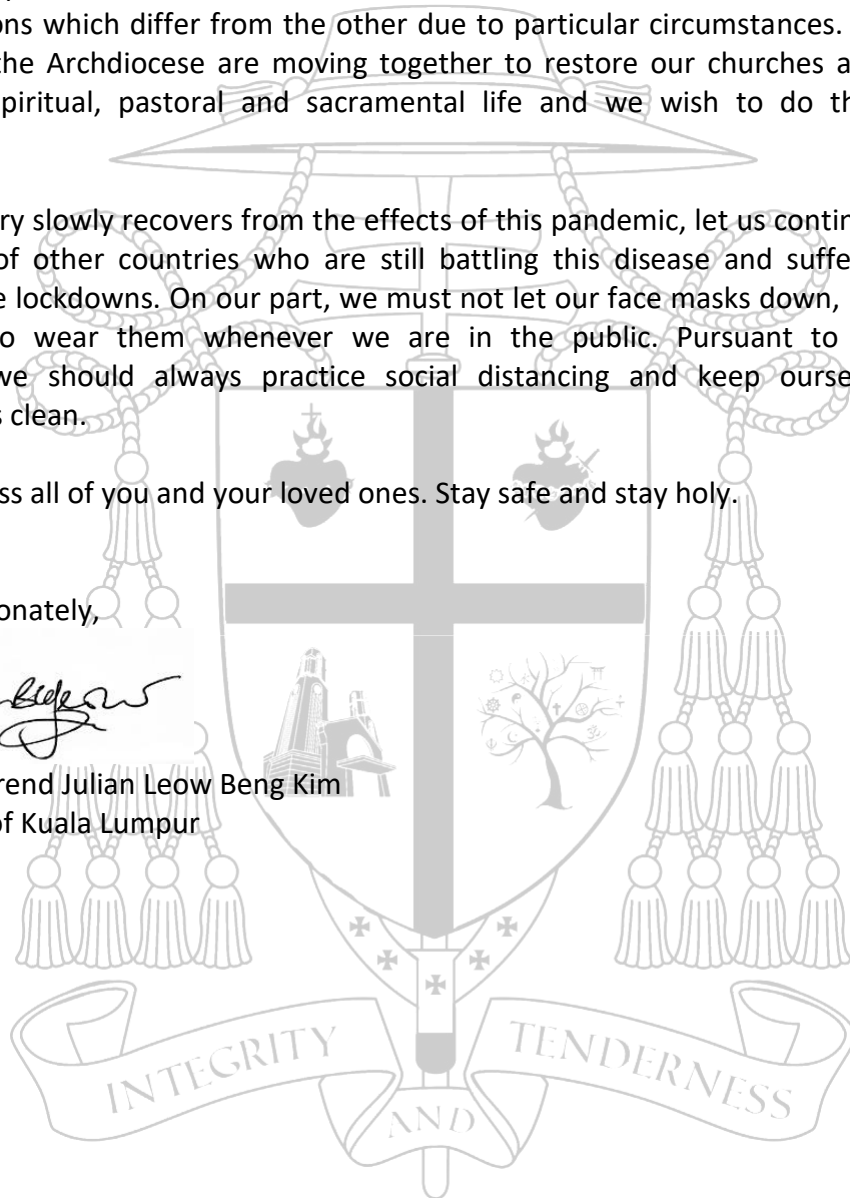 ons which differ from the other due to particular circumstances.
the Archdiocese are moving together to restore our churches a
piritual, pastoral and sacramental life and we wish to do th
ry slowly recovers from the effects of this pandemic, let us contin
of other countries who are still battling this disease and suffe
e lockdowns. On our part, we must not let our face masks down,
o wear them whenever we are in the public. Pursuant to
we should always practice social distancing and keep ourse
s clean.
ss all of you and your loved ones. Stay safe and stay holy.
onately,
rend Julian Leow Beng Kim
of Kuala Lumpur
INTEGRITY
AND
TENDERNESS